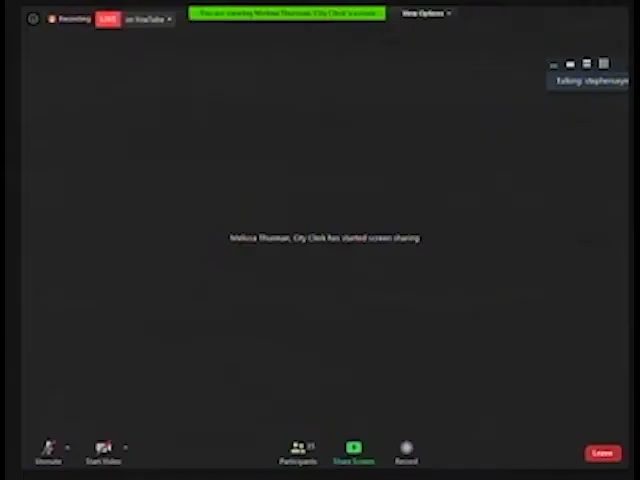 Recording LIVE on YouTube
You are viewing Melissa Thurman, City Clerk's screen
View Options
Talking:
Melissa Thurman, City Clerk has started screen sharing
Unmute
Start Video
Participants
Share Screen
Record
Leave